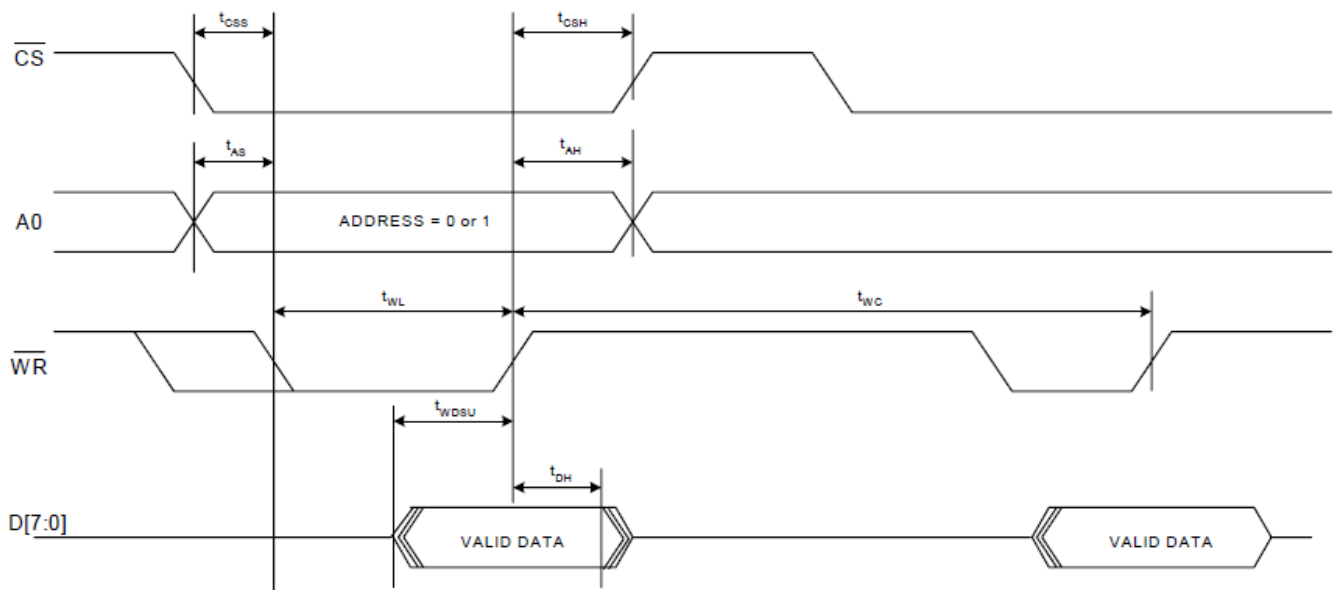 tCSS
tCSH
CS
tAS
tAH
A0
ADDRESS = 0 or 1
tWL
tWC
WR
tWDSU
tDH
D[7:0]
VALID DATA
VALID DATA